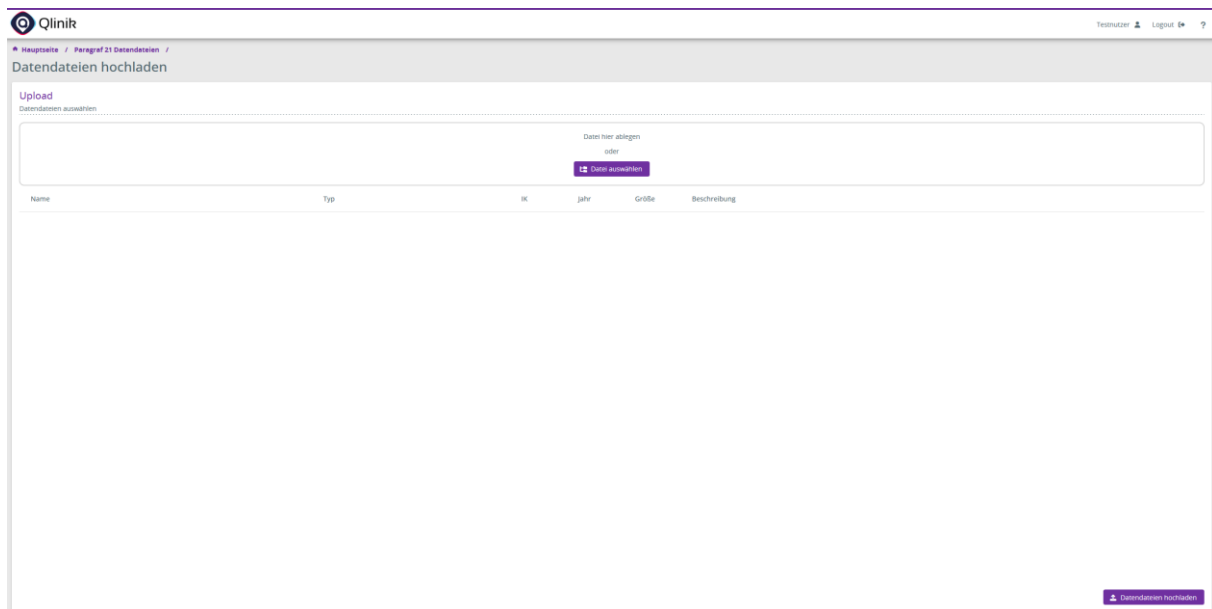 Qlinik
Testnutzer Logout ?
Hauptseite / Paragraf 21 Datendateien /
Datendateien hochladen
Upload
Datendateien auswählen
Datei hier ablegen
oder
Datei auswählen
Name Typ IK Jahr Größe Beschreibung
Datendateien hochladen